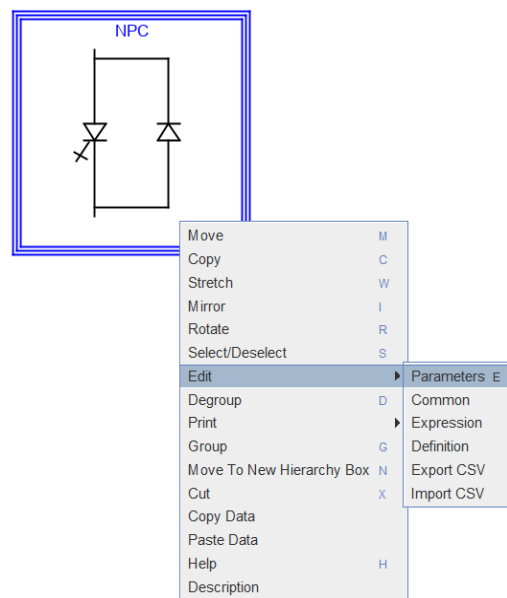 NPC
Move M
Copy C
Stretch W
Mirror I
Rotate R
Select/Deselect S
Edit Parameters E
Degroup D Common
Print Expression
Group G Definition
Move To New Hierarchy Box N Export CSV
Cut X Import CSV
Copy Data
Paste Data
Help H
Description